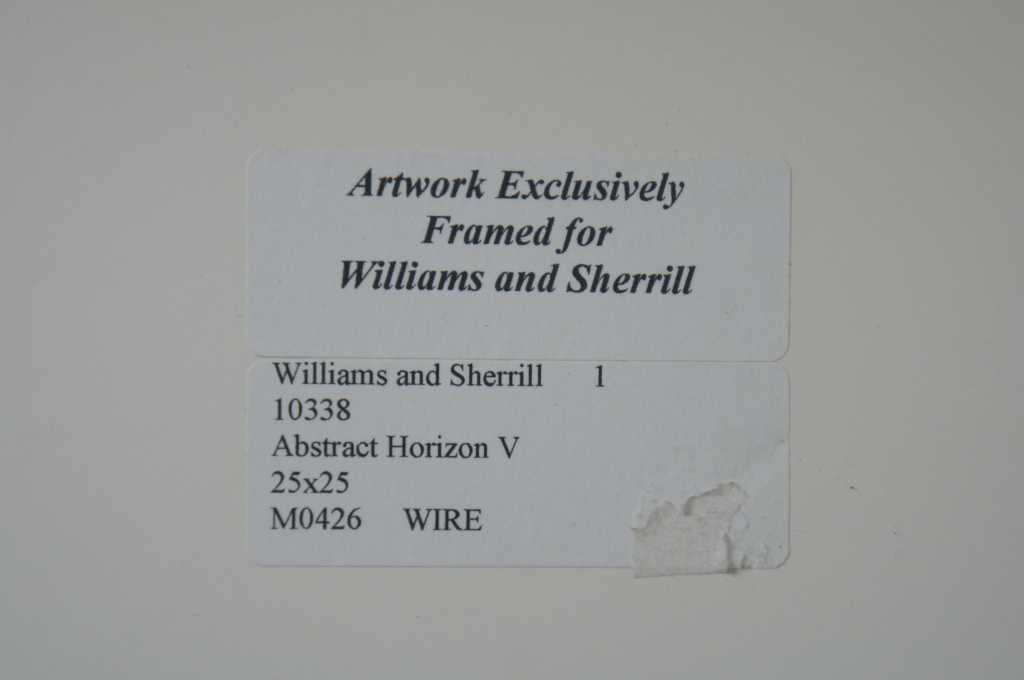 Artwork Exclusively
Framed for
Williams and Sherrill
Williams and Sherrill 1
10338
Abstract Horizon V
25x25
M0426 WIRE